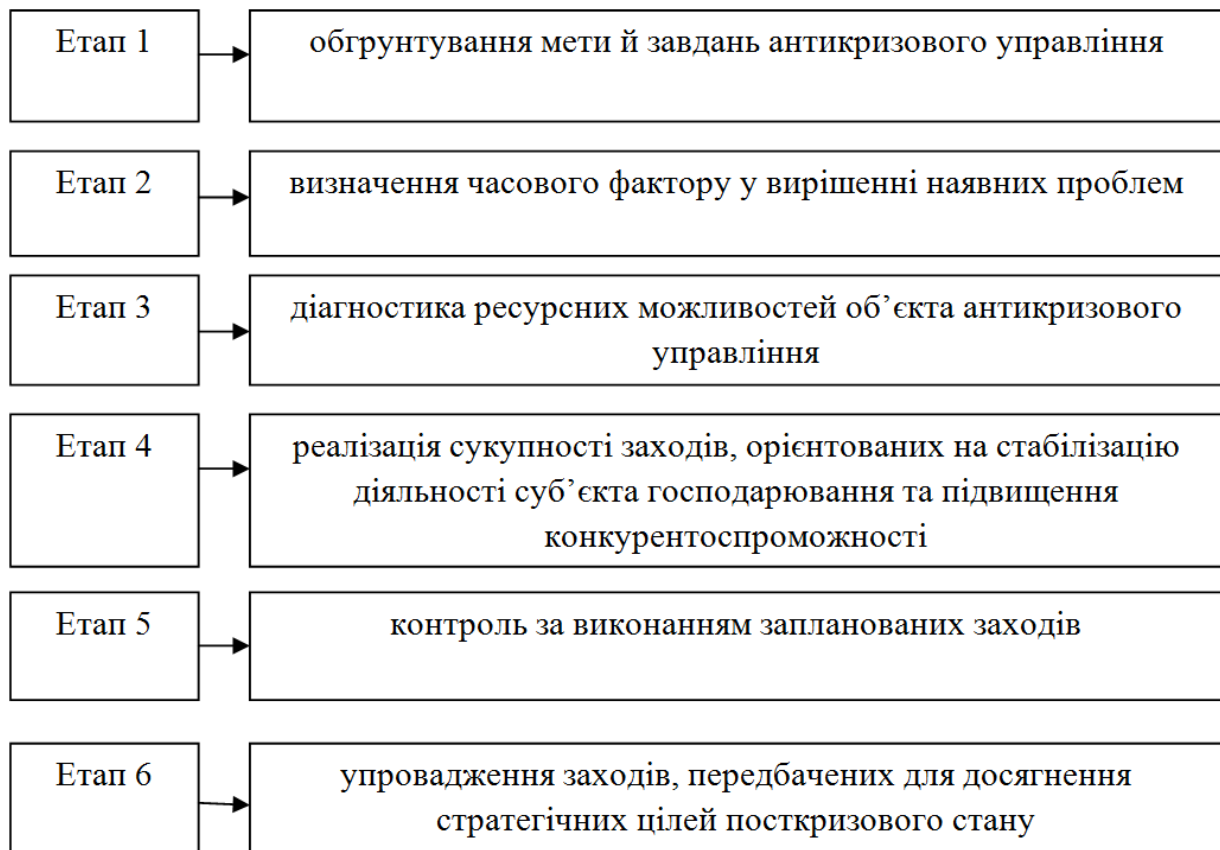 Етап 1
обгрунтування мети й завдань антикризового управління
Етап 2
визначення часового фактору у вирішенні наявних проблем
Етап 3
діагностика ресурсних можливостей об’єкта антикризового
управління
Етап 4
реалізація сукупності заходів, орієнтованих на стабілізацію
діяльності суб’єкта господарювання та підвищення
конкурентоспроможності
Етап 5
контроль за виконанням запланованих заходів
Етап 6
упровадження заходів, передбачених для досягнення
стратегічних цілей посткризового стану